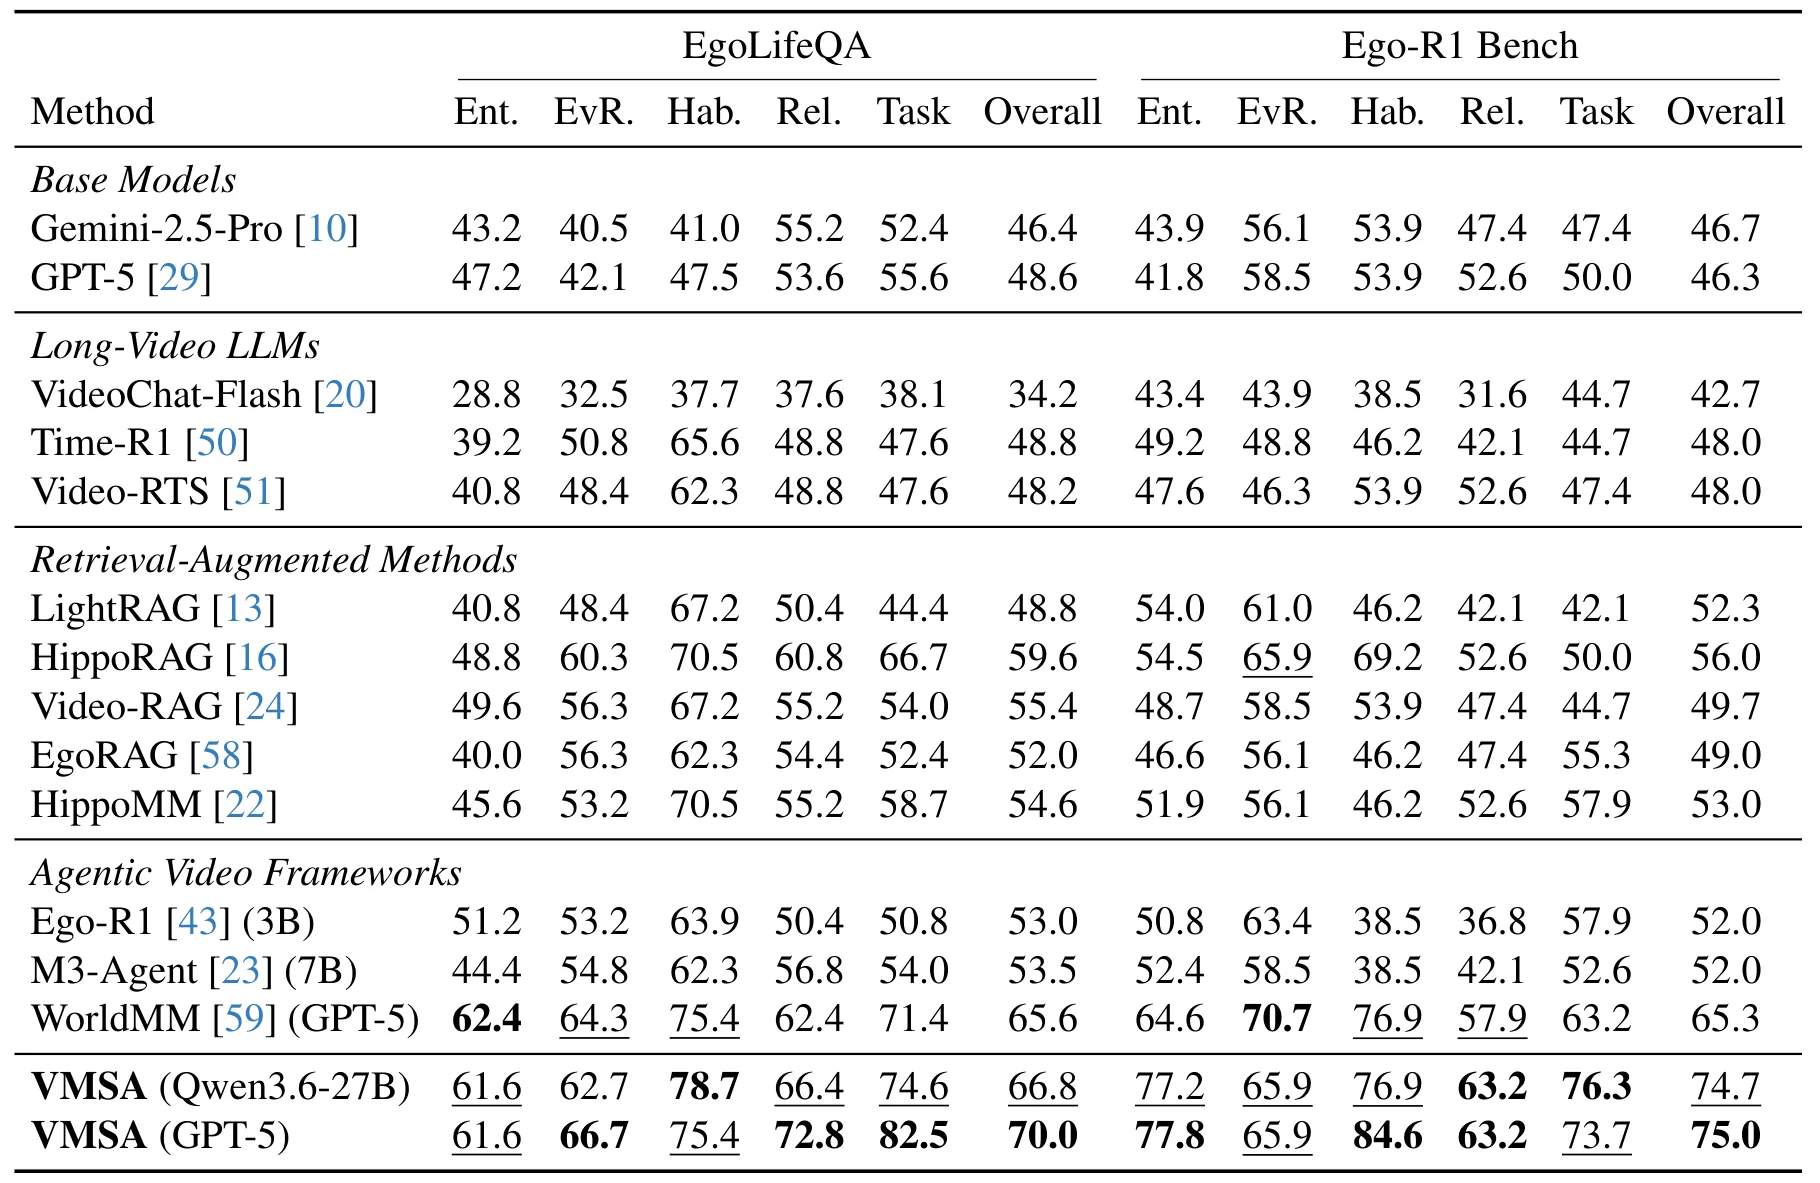 EgoLifeQA Ego-R1 Bench
Method Ent. EvR. Hab. Rel. Task Overall Ent. EvR. Hab. Rel. Task Overall
Base Models
Gemini-2.5-Pro [10] 43.2 40.5 41.0 55.2 52.4 46.4 43.9 56.1 53.9 47.4 47.4 46.7
GPT-5 [29] 47.2 42.1 47.5 53.6 55.6 48.6 41.8 58.5 53.9 52.6 50.0 46.3
Long-Video LLMs
VideoChat-Flash [20] 28.8 32.5 37.7 37.6 38.1 34.2 43.4 43.9 38.5 31.6 44.7 42.7
Time-R1 [50] 39.2 50.8 65.6 48.8 47.6 48.8 49.2 48.8 46.2 42.1 44.7 48.0
Video-RTS [51] 40.8 48.4 62.3 48.8 47.6 48.2 47.6 46.3 53.9 52.6 47.4 48.0
Retrieval-Augmented Methods
LightRAG [13] 40.8 48.4 67.2 50.4 44.4 48.8 54.0 61.0 46.2 42.1 42.1 52.3
HippoRAG [16] 48.8 60.3 70.5 60.8 66.7 59.6 54.5 65.9 69.2 52.6 50.0 56.0
Video-RAG [24] 49.6 56.3 67.2 55.2 54.0 55.4 48.7 58.5 53.9 47.4 44.7 49.7
EgoRAG [58] 40.0 56.3 62.3 54.4 52.4 52.0 46.6 56.1 46.2 47.4 55.3 49.0
HippoMM [22] 45.6 53.2 70.5 55.2 58.7 54.6 51.9 56.1 46.2 52.6 57.9 53.0
Agentic Video Frameworks
Ego-R1 [43] (3B) 51.2 53.2 63.9 50.4 50.8 53.0 50.8 63.4 38.5 36.8 57.9 52.0
M3-Agent [23] (7B) 44.4 54.8 62.3 56.8 54.0 53.5 52.4 58.5 38.5 42.1 52.6 52.0
WorldMM [59] (GPT-5) 62.4 64.3 75.4 62.4 71.4 65.6 64.6 70.7 76.9 57.9 63.2 65.3
VMSA (Qwen3.6-27B) 61.6 62.7 78.7 66.4 74.6 66.8 77.2 65.9 76.9 63.2 76.3 74.7
VMSA (GPT-5) 61.6 66.7 75.4 72.8 82.5 70.0 77.8 65.9 84.6 63.2 73.7 75.0